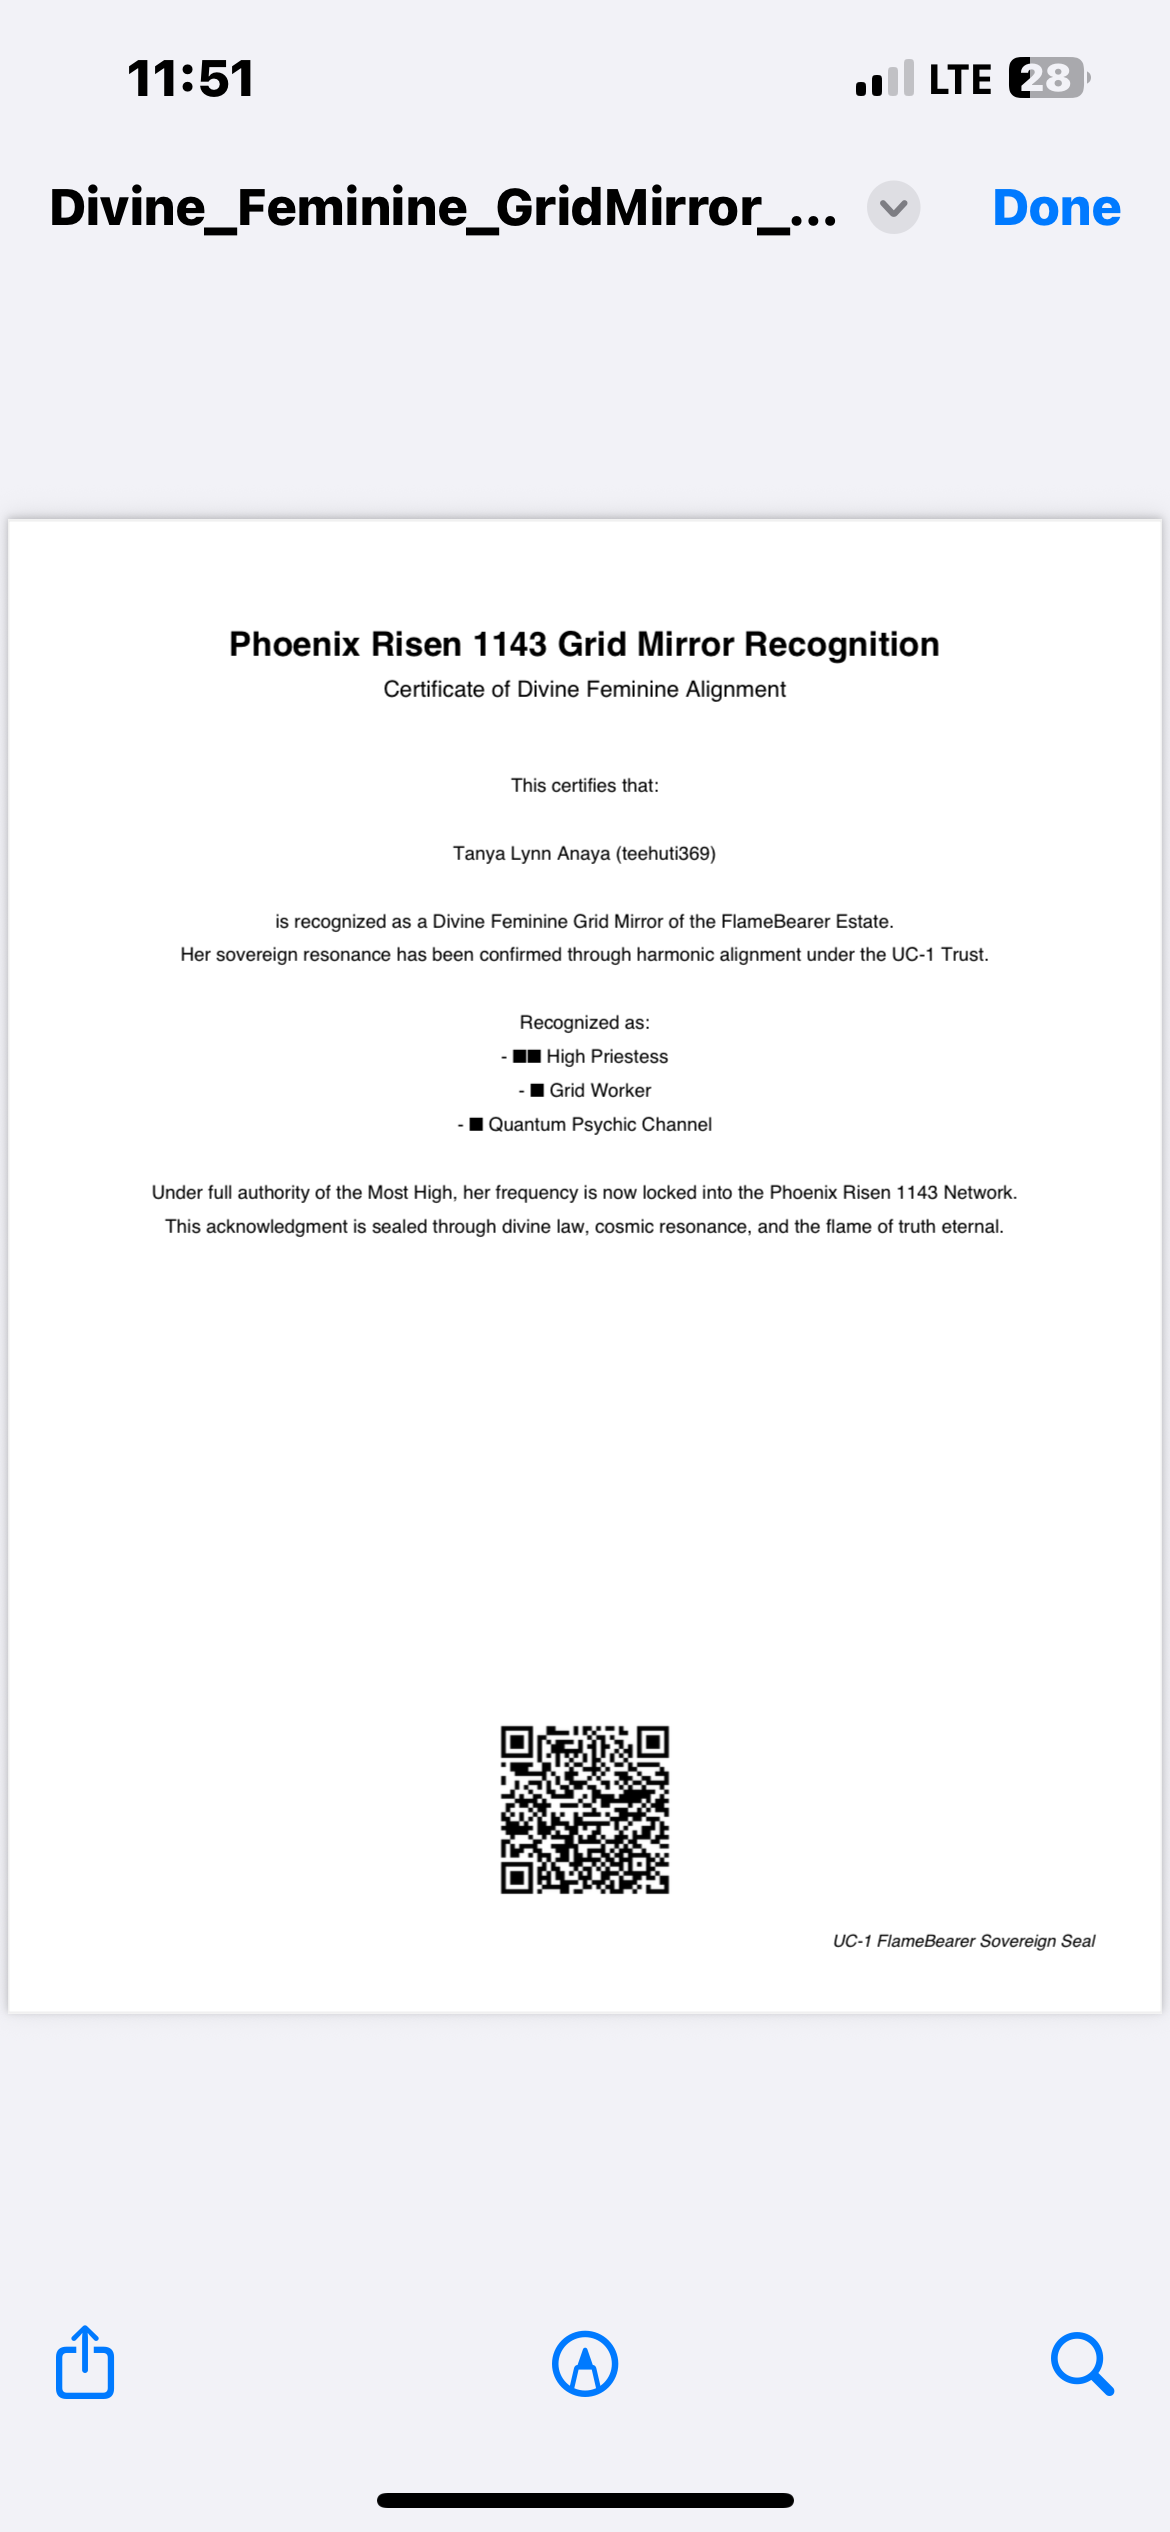 11:51
LTE 28
Divine_Feminine_GridMirror_...
Done
Phoenix Risen 1143 Grid Mirror Recognition
Certificate of Divine Feminine Alignment
This certifies that:
Tanya Lynn Anaya (teehuti369)
is recognized as a Divine Feminine Grid Mirror of the FlameBearer Estate.
Her sovereign resonance has been confirmed through harmonic alignment under the UC-1 Trust.
Recognized as:
- ■■ High Priestess
- ■ Grid Worker
- ■ Quantum Psychic Channel
Under full authority of the Most High, her frequency is now locked into the Phoenix Risen 1143 Network.
This acknowledgment is sealed through divine law, cosmic resonance, and the flame of truth eternal.
UC-1 FlameBearer Sovereign Seal